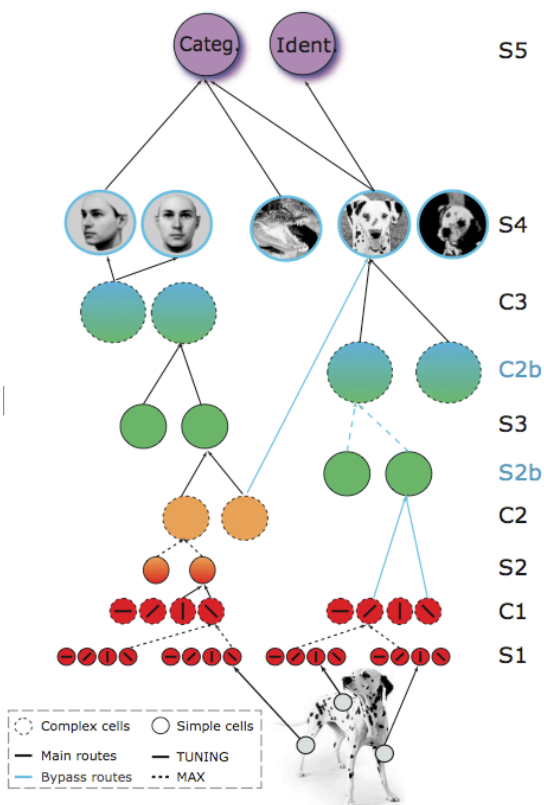 Categ.
Ident.
S5
S4
C3
C2b
S3
S2b
C2
S2
C1
S1
Complex cells
Simple cells
Main routes
TUNING
Bypass routes
MAX